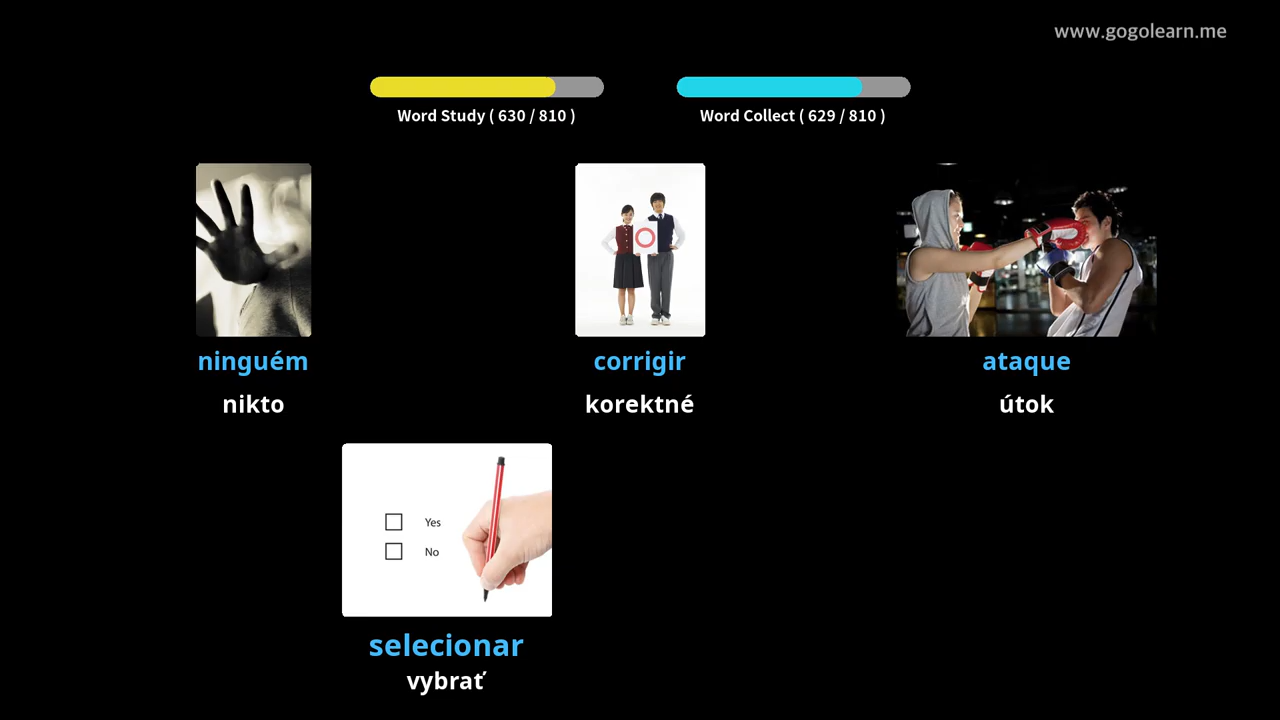 www.gogolearn.me
Word Study ( 630 / 810 )
Word Collect ( 629 / 810 )
ninguém
nikto
corrigir
korektné
ataque
útok
Yes
No
selecionar
vybrať